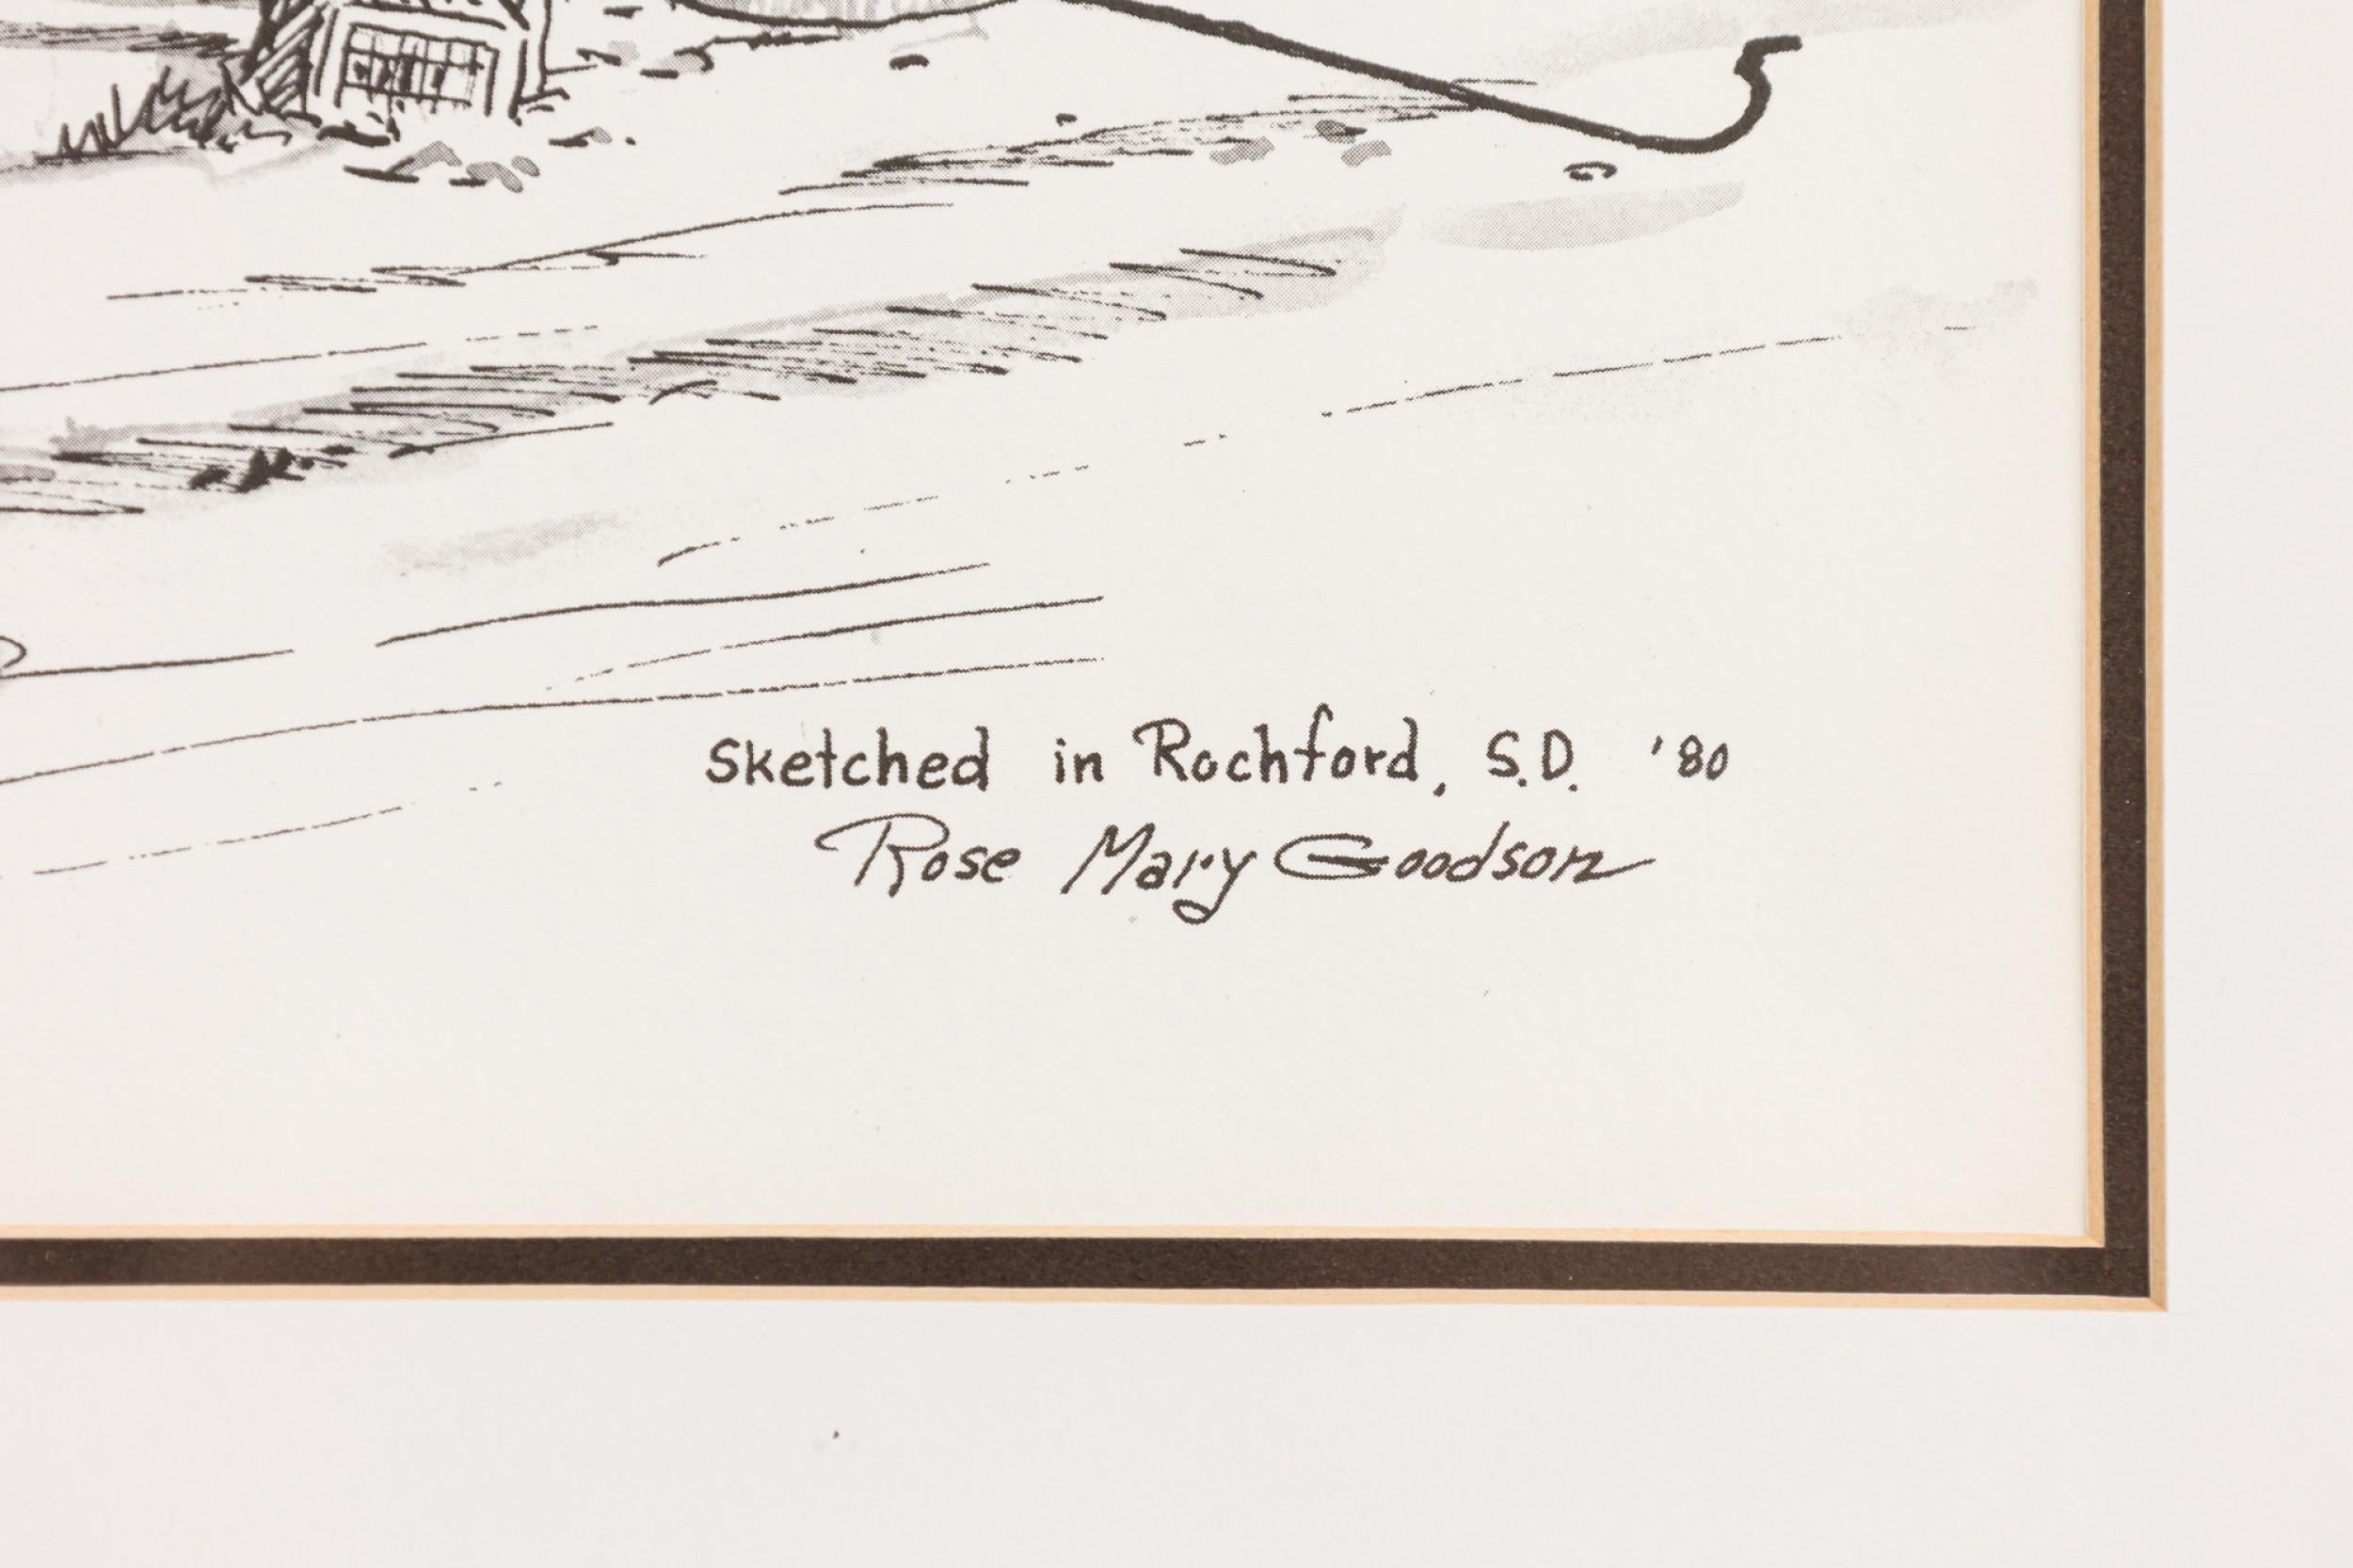 Sketched in Rochford, S.D. '80
Rose Mary Goodson